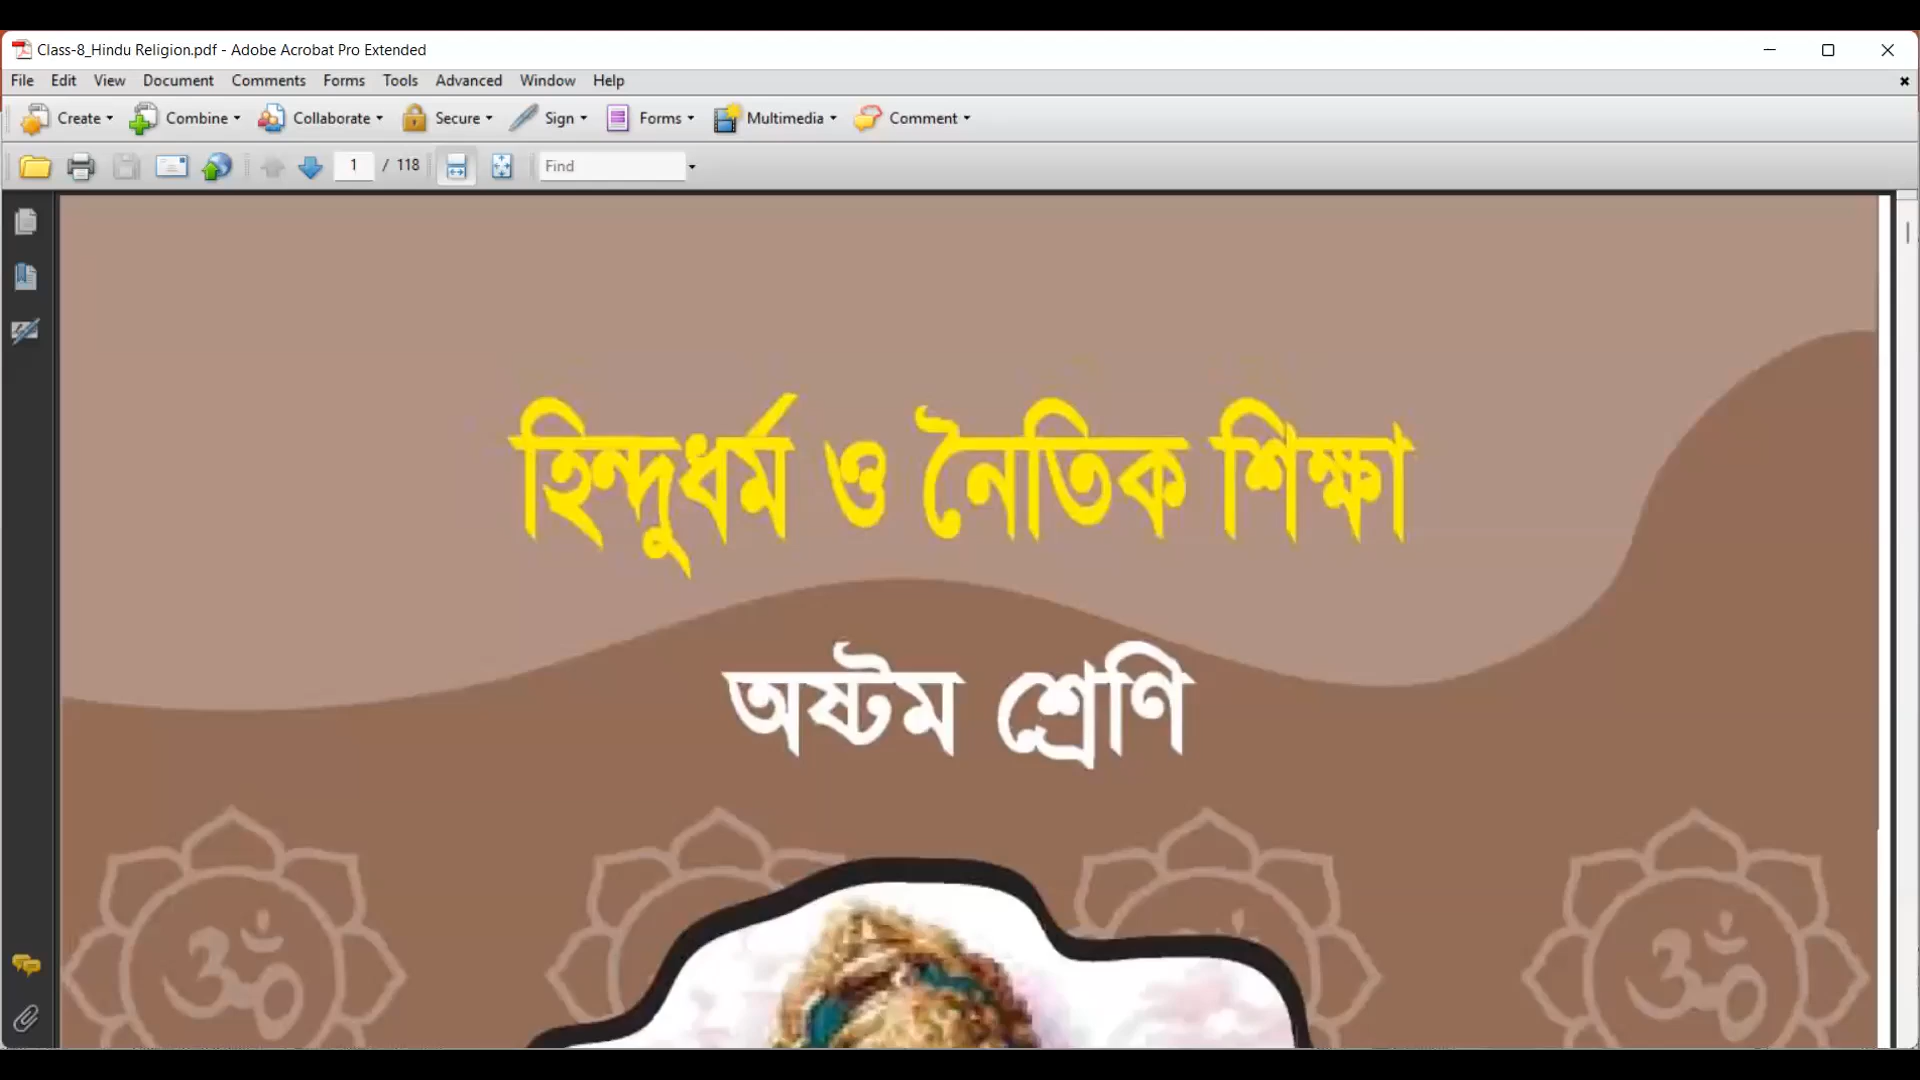 Class-8_Hindu Religion.pdf - Adobe Acrobat Pro Extended
File Edit View Document Comments Forms Tools Advanced Window Help
Create Combine Collaborate Secure Sign Forms Multimedia Comment
1 / 118 Find
হিন্দুধর্ম ও নৈতিক শিক্ষা
অষ্টম শ্রেণি
ॐ ॐ ॐ